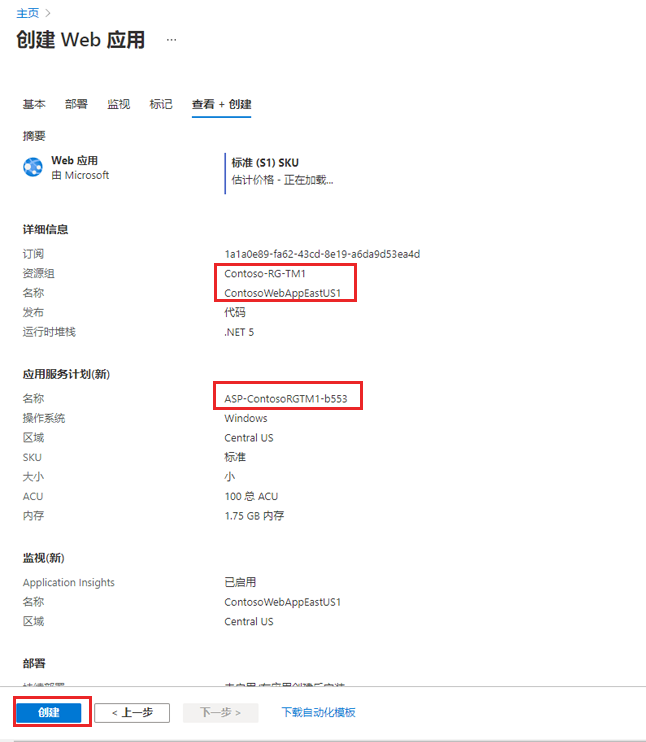 主页 >
创建 Web 应用 ...
基本 部署 监视 标记 查看 + 创建
摘要
Web 应用
由 Microsoft
标准 (S1) SKU
估计价格 - 正在加载...
详细信息
订阅 1a1a0e89-fa62-43cd-8e19-a6da9d53ea4d
资源组 Contoso-RG-TM1
名称 ContosoWebAppEastUS1
发布 代码
运行时堆栈 .NET 5
应用服务计划(新)
名称 ASP-ContosoRGTM1-b553
操作系统 Windows
区域 Central US
SKU 标准
大小 小
ACU 100 总 ACU
内存 1.75 GB 内存
监视(新)
Application Insights 已启用
名称 ContosoWebAppEastUS1
区域 Central US
部署
创建 < 上一步 下一步 > 下载自动化模板